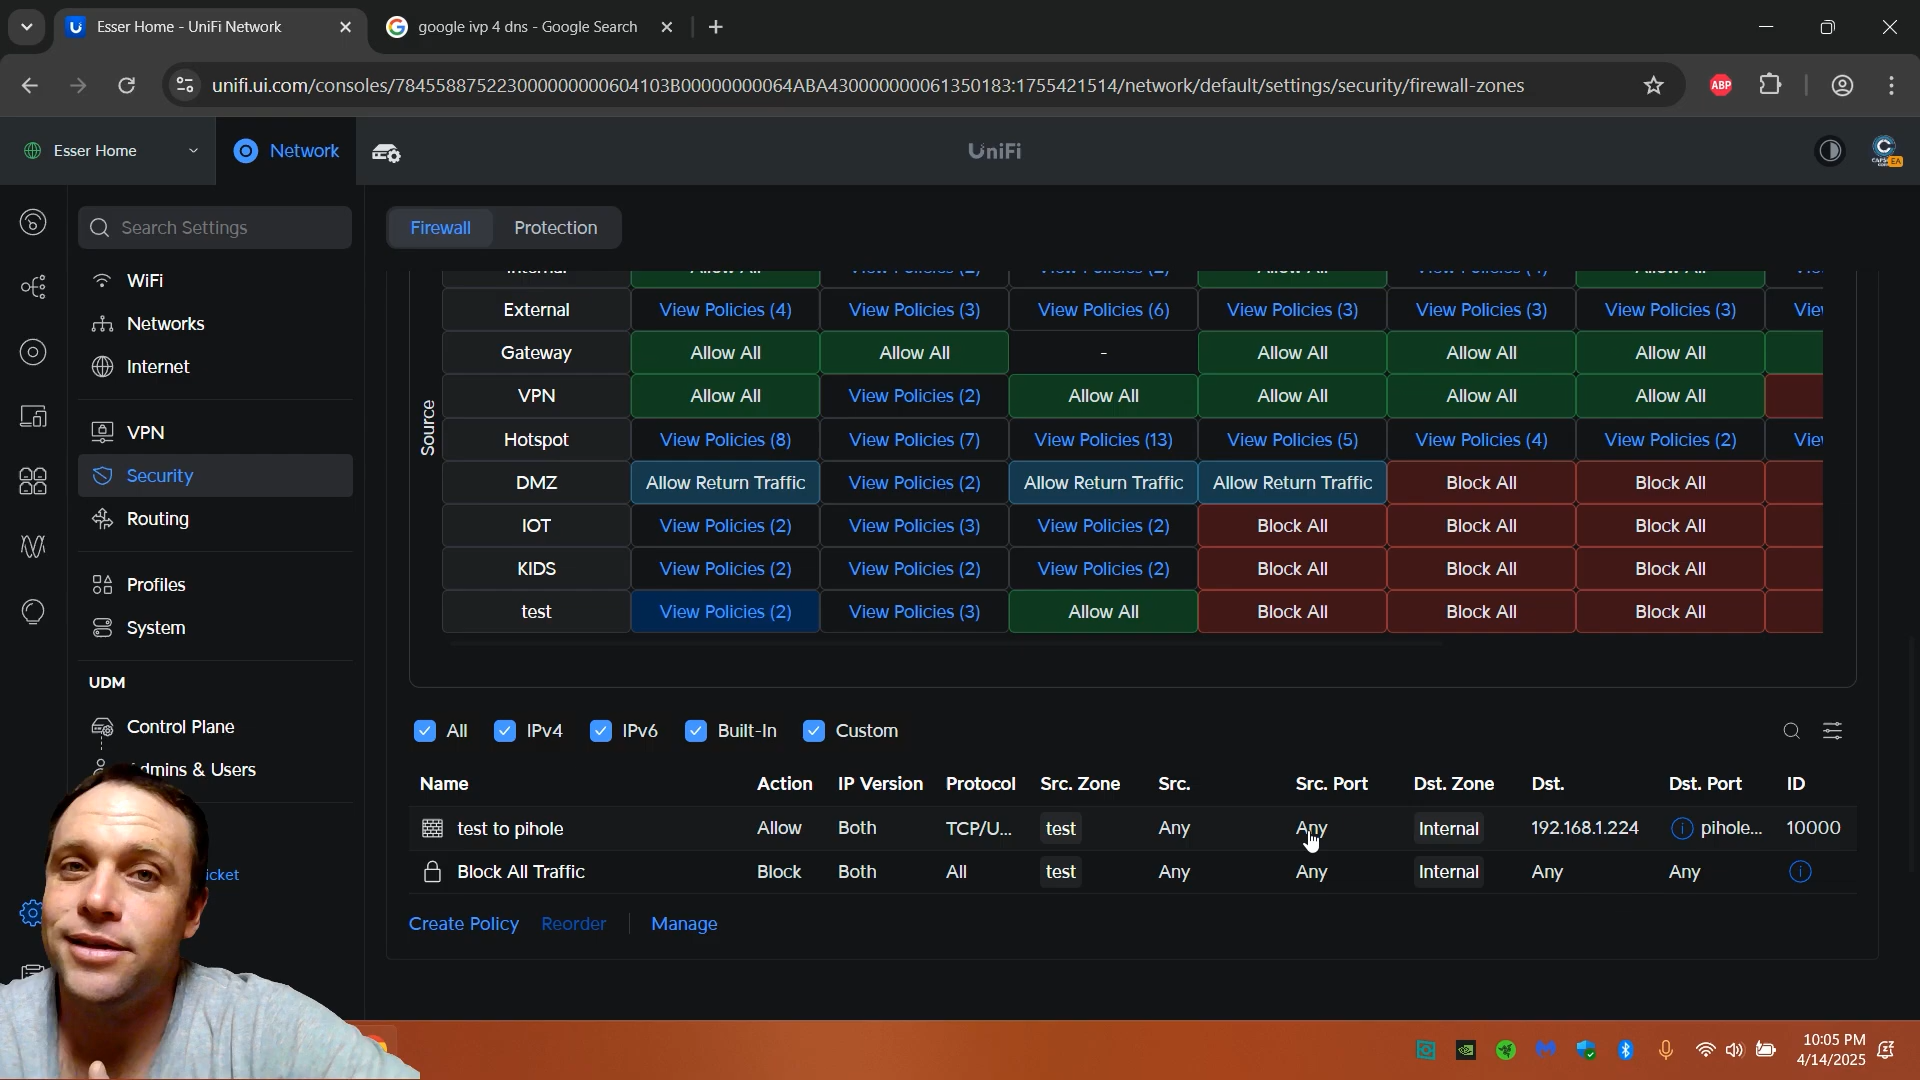 Esser Home - UniFi Network
google ivp 4 dns - Google Search
unifi.ui.com/consoles/78455887522300000000006041​03B00000000064ABA430000000061350183:1755421514/network/default/settings/security/firewall-zones
ABP
Esser Home
Network
UniFi
EA
Search Settings
Firewall
Protection
WiFi
Networks
Internet
VPN
Security
Routing
Profiles
System
UDM
Control Plane
dmins & Users
icket
Source
External View Policies (4) View Policies (3) View Policies (6) View Policies (3) View Policies (3) View Policies (3)
Gateway Allow All Allow All - Allow All Allow All Allow All
VPN Allow All View Policies (2) Allow All Allow All Allow All Allow All
Hotspot View Policies (8) View Policies (7) View Policies (13) View Policies (5) View Policies (4) View Policies (2)
DMZ Allow Return Traffic View Policies (2) Allow Return Traffic Allow Return Traffic Block All Block All
IOT View Policies (2) View Policies (3) View Policies (2) Block All Block All Block All
KIDS View Policies (2) View Policies (2) View Policies (2) Block All Block All Block All
test View Policies (2) View Policies (3) Allow All Block All Block All Block All
All IPv4 IPv6 Built-In Custom
Name Action IP Version Protocol Src. Zone Src. Src. Port Dst. Zone Dst. Dst. Port ID
test to pihole Allow Both TCP/U... test Any Any Internal 192.168.1.224 pihole... 10000
Block All Traffic Block Both All test Any Any Internal Any Any
Create Policy Reorder Manage
10:05 PM
4/14/2025